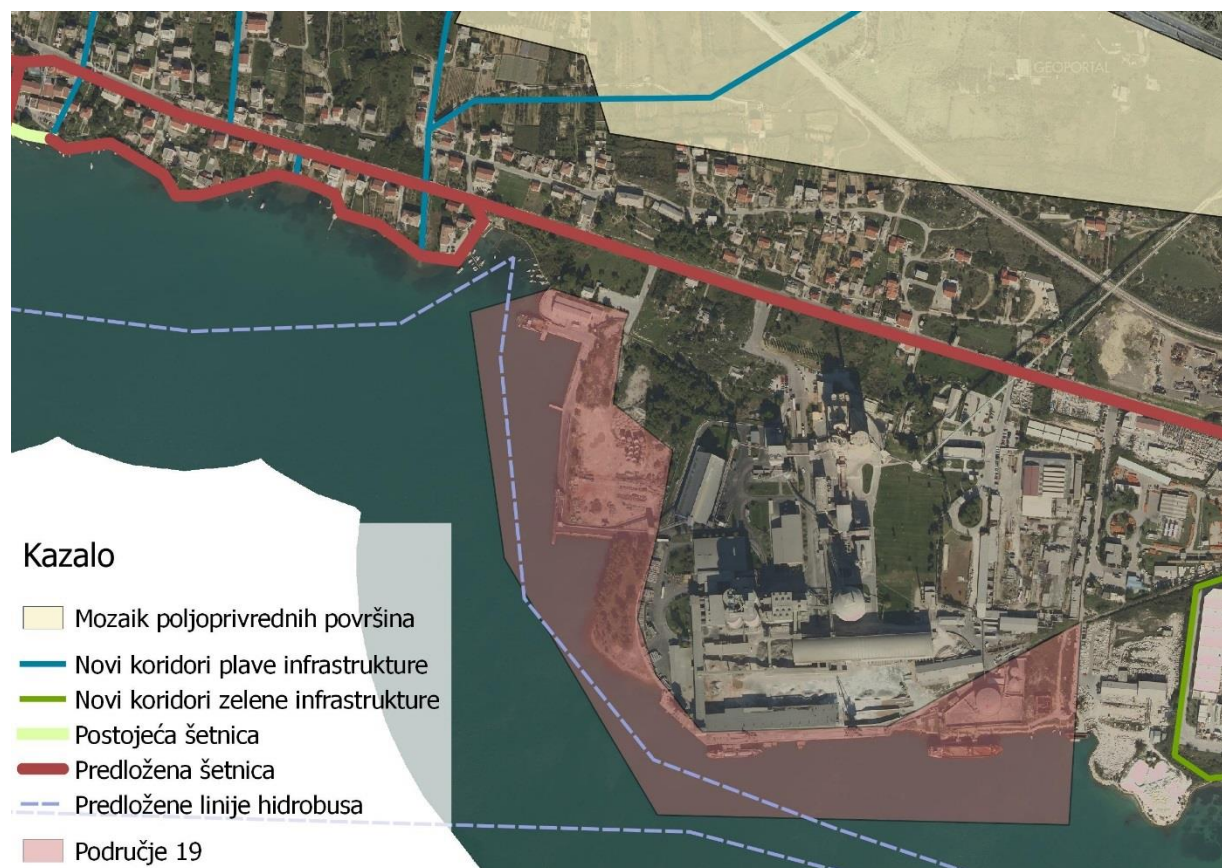 GEOPORTAL
Kazalo
Mozaik poljoprivrednih površina
Novi koridori plave infrastrukture
Novi koridori zelene infrastrukture
Postojeća šetnica
Predložena šetnica
Predložene linije hidrobusa
Područje 19